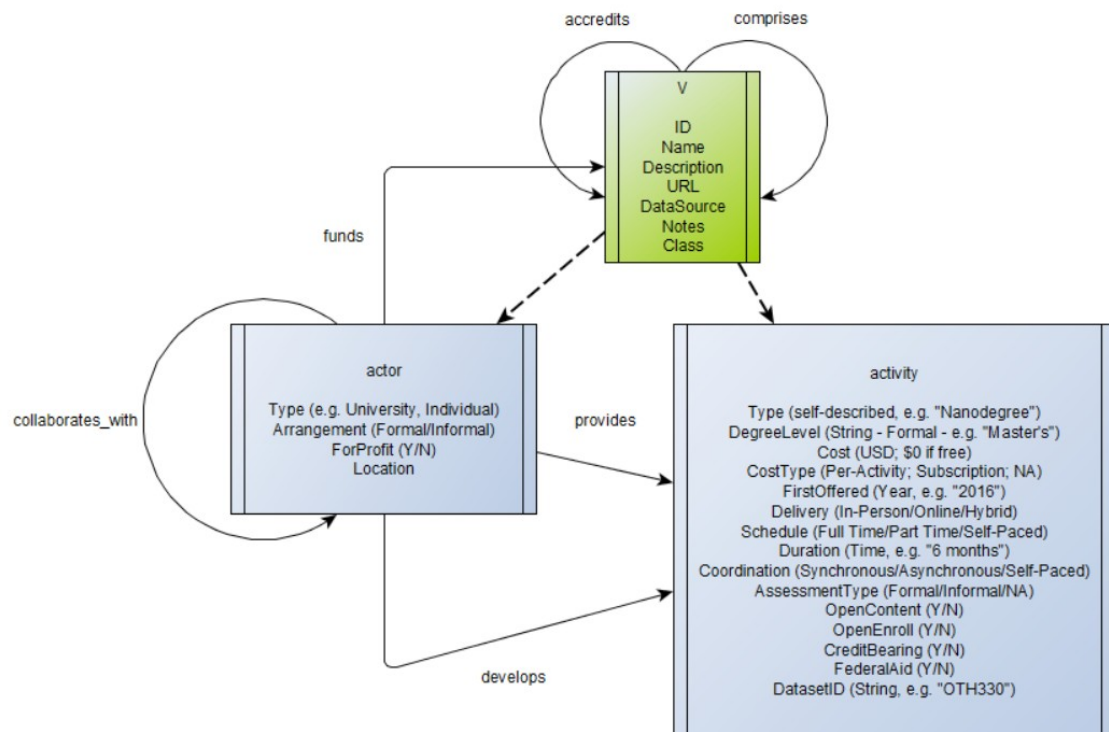 accredits
comprises
V
ID
Name
Description
URL
DataSource
Notes
Class
funds
actor
Type (e.g. University, Individual)
Arrangement (Formal/Informal)
ForProfit (Y/N)
Location
collaborates_with
provides
activity
Type (self-described, e.g. "Nanodegree")
DegreeLevel (String - Formal - e.g. "Master's")
Cost (USD; $0 if free)
CostType (Per-Activity; Subscription; NA)
FirstOffered (Year, e.g. "2016")
Delivery (In-Person/Online/Hybrid)
Schedule (Full Time/Part Time/Self-Paced)
Duration (Time, e.g. "6 months")
Coordination (Synchronous/Asynchronous/Self-Paced)
AssessmentType (Formal/Informal/NA)
OpenContent (Y/N)
OpenEnroll (Y/N)
CreditBearing (Y/N)
FederalAid (Y/N)
DatasetID (String, e.g. "OTH330")
develops